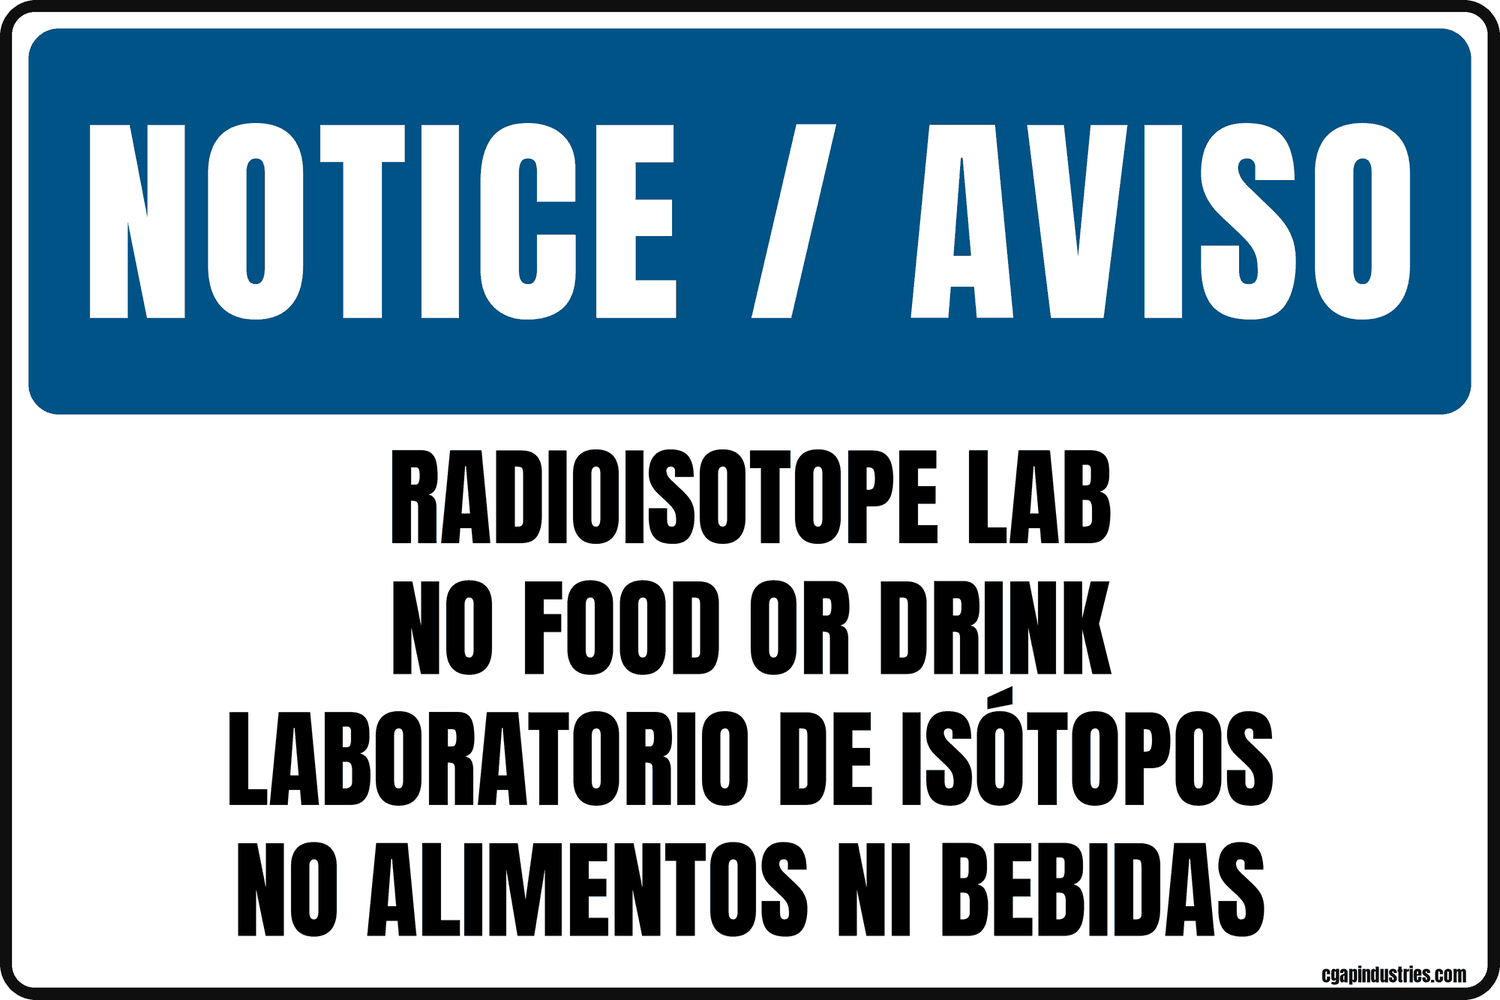 NOTICE / AVISO
RADIOISOTOPE LAB
NO FOOD OR DRINK
LABORATORIO DE ISÓTOPOS
NO ALIMENTOS NI BEBIDAS
cgapindustries.com